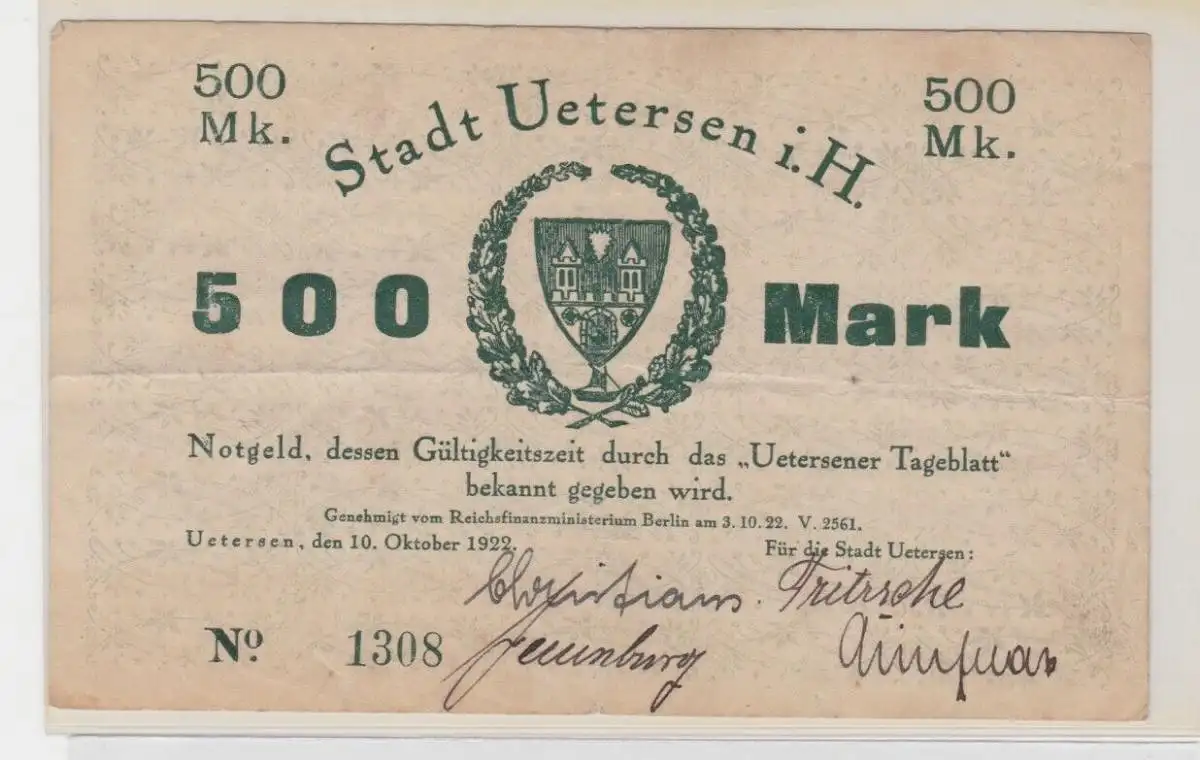 500 Mk.
500 Mk.
Stadt Uetersen i. H.
500 Mark
Notgeld, dessen Gültigkeitszeit durch das „Uetersener Tageblatt“
bekannt gegeben wird.
Genehmigt vom Reichsfinanzministerium Berlin am 3. 10. 22. V. 2561.
Uetersen, den 10. Oktober 1922.
Für die Stadt Uetersen:
Christians. Fritzsche
No. 1308